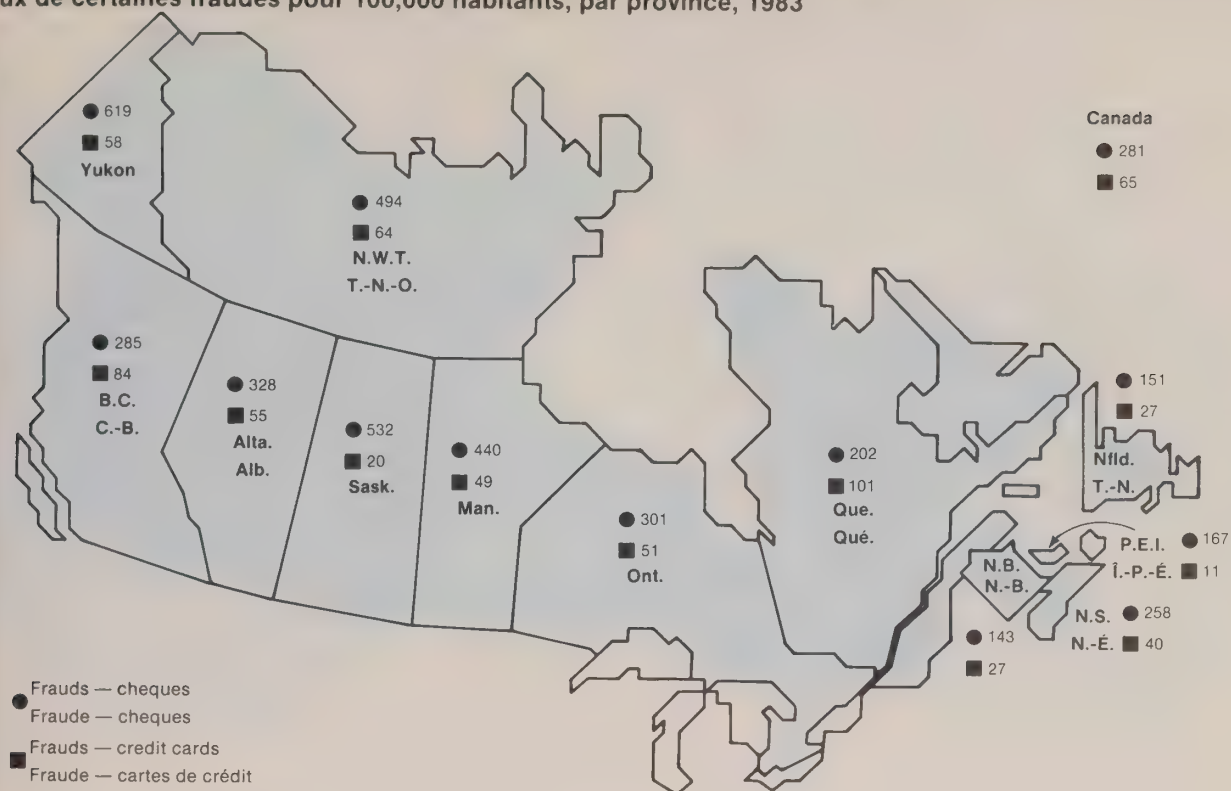 de certaines fraudes pour 100,000 habitants, par province, 1983
619
58
Yukon
494
64
N.W.T.
T.-N.-O.
Canada
281
65
285
84
B.C.
C.-B.
328
55
Alta.
Alb.
532
20
Sask.
440
49
Man.
301
51
Ont.
202
101
Que.
Qué.
151
27
Nfld.
T.-N.
P.E.I. 167
Î.-P.-É. 11
N.B.
N.-B.
N.S. 258
N.-É. 40
143
27
Frauds — cheques
Fraude — cheques
Frauds — credit cards
Fraude — cartes de crédit